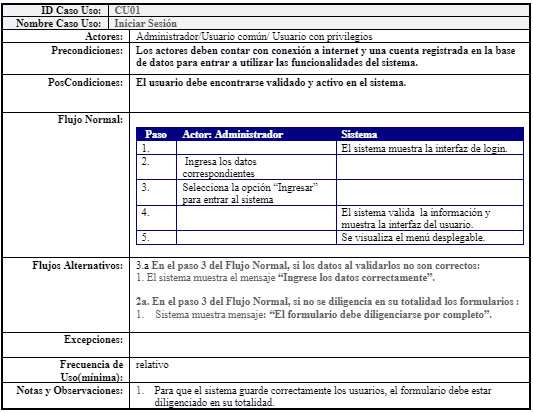 ID Caso Uso: CU01
Nombre Caso Uso: Iniciar Sesión
Actores: Administrador/Usuario común/ Usuario con privilegios
Precondiciones: Los actores deben contar con conexión a internet y una cuenta registrada en la base
de datos para entrar a utilizar las funcionalidades del sistema.
PosCondiciones: El usuario debe encontrarse validado y activo en el sistema.
Flujo Normal:
Paso Actor: Administrador Sistema
1. El sistema muestra la interfaz de login.
2. Ingresa los datos
correspondientes
3. Selecciona la opción “Ingresar”
para entrar al sistema
4. El sistema valida la información y
muestra la interfaz del usuario.
5. Se visualiza el menú desplegable.
Flujos Alternativos: 3.a En el paso 3 del Flujo Normal, si los datos al validarlos no son correctos:
1. El sistema muestra el mensaje “Ingrese los datos correctamente”.
2a. En el paso 3 del Flujo Normal, si no se diligencia en su totalidad los formularios :
1. Sistema muestra mensaje: “El formulario debe diligenciarse por completo”.
Excepciones:
Frecuencia de relativo
Uso(mínima):
Notas y Observaciones: 1. Para que el sistema guarde correctamente los usuarios, el formulario debe estar
diligenciado en su totalidad.